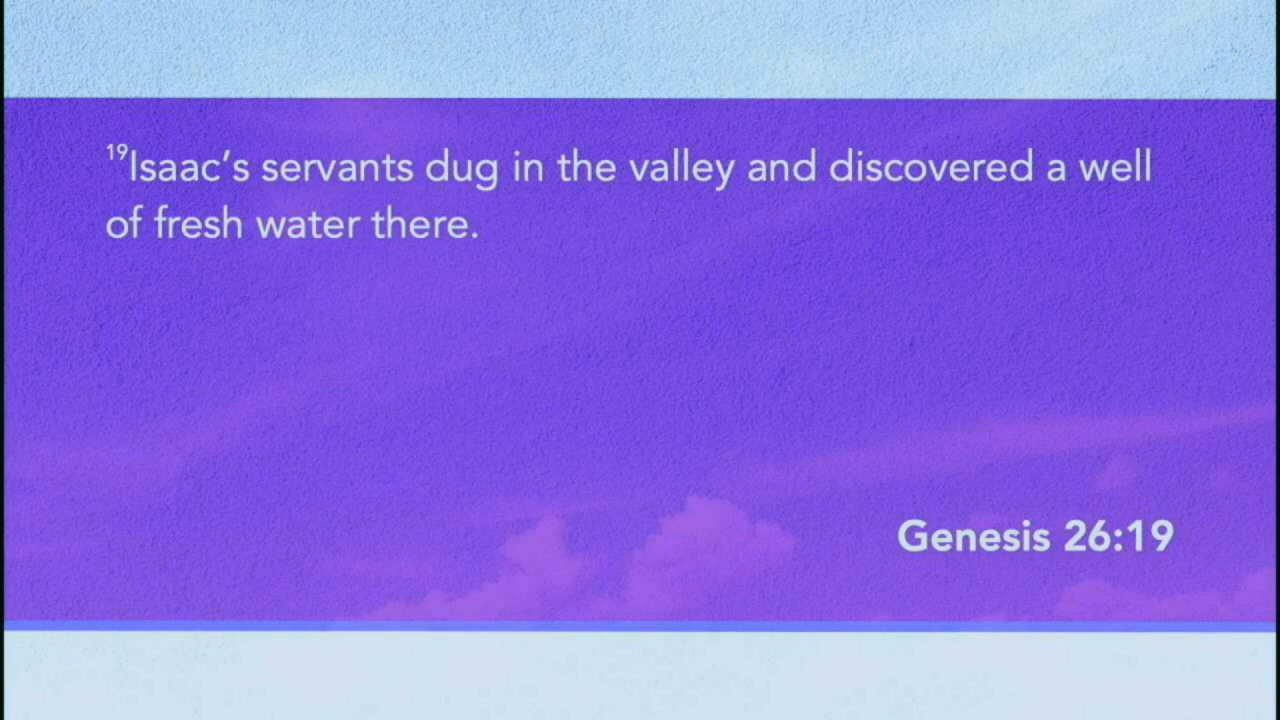 ¹⁹Isaac’s servants dug in the valley and discovered a well
of fresh water there.
Genesis 26:19